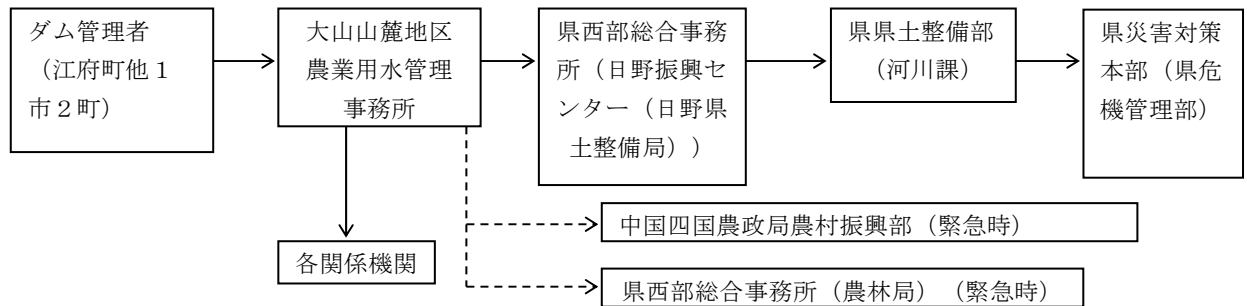 ダム管理者
（江府町他１
市２町）
大山山麓地区
農業用水管理
事務所
県西部総合事務
所（日野振興セ
ンター（日野県
土整備局））
県県土整備部
（河川課）
県災害対策
本部（県危
機管理部）
中国四国農政局農村振興部（緊急時）
各関係機関
県西部総合事務所（農林局）（緊急時）